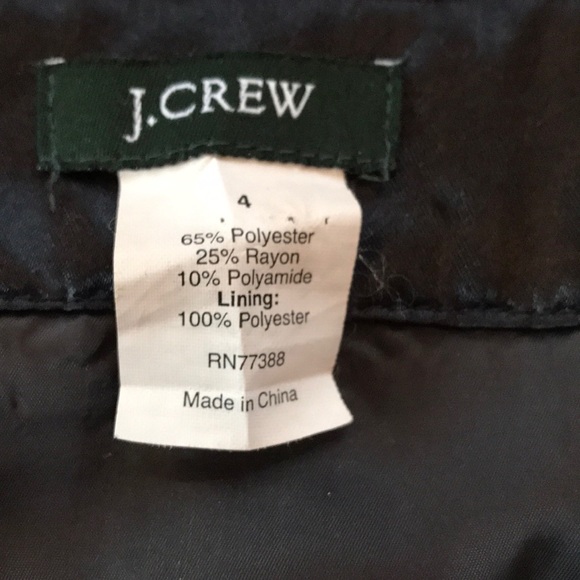 J.CREW
4
65% Polyester
25% Rayon
10% Polyamide
Lining:
100% Polyester
RN77388
Made in China